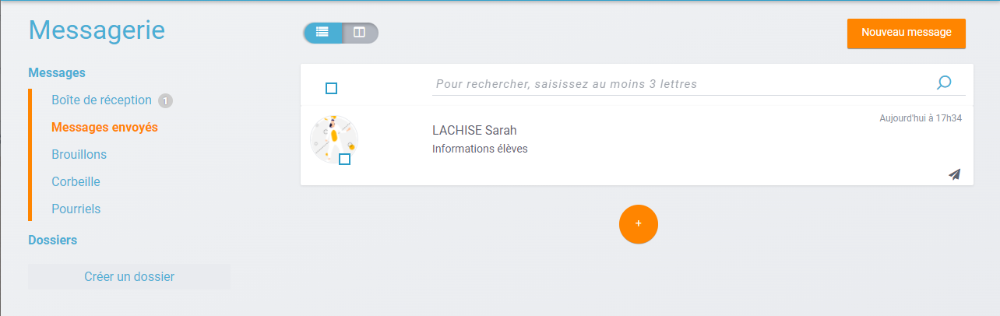 Messagerie
Nouveau message
Messages
Boîte de réception 1
Messages envoyés
Brouillons
Corbeille
Pourriels
Dossiers
Créer un dossier
Pour rechercher, saisissez au moins 3 lettres
Aujourd'hui à 17h34
LACHISE Sarah
Informations élèves
+